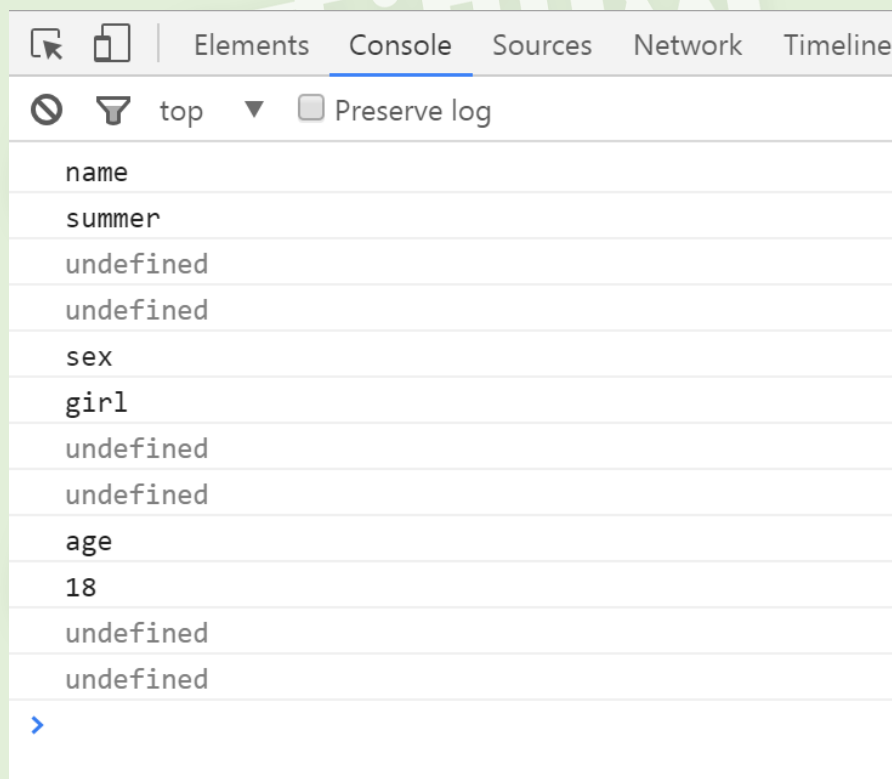 Elements Console Sources Network Timeline
top Preserve log
name
summer
undefined
undefined
sex
girl
undefined
undefined
age
18
undefined
undefined